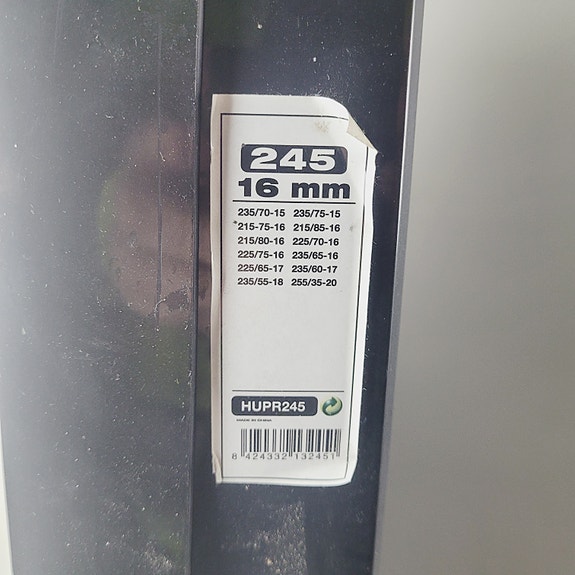 245
16 mm
235/70-15 235/75-15
215-75-16 215/85-16
215/80-16 225/70-16
225/75-16 235/65-16
225/65-17 235/60-17
235/55-18 255/35-20
HUPR245
8 424332 132451